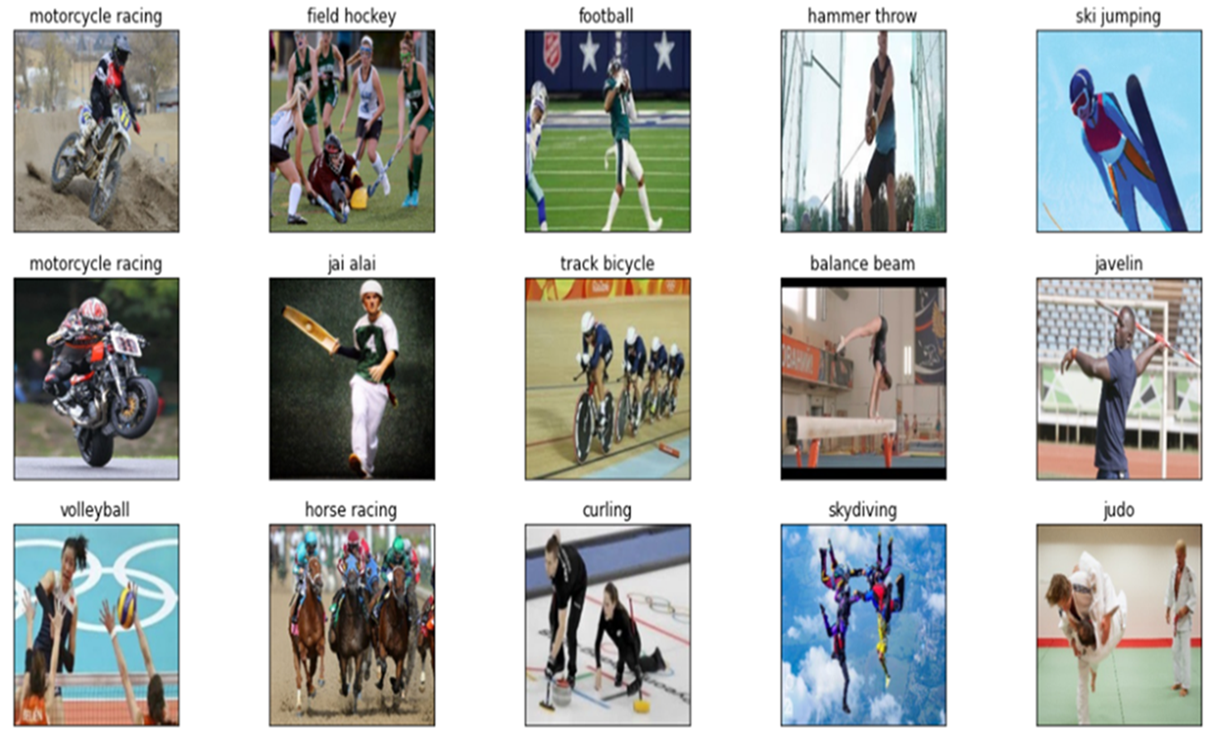 motorcycle racing
field hockey
football
hammer throw
ski jumping
motorcycle racing
jai alai
track bicycle
balance beam
javelin
volleyball
horse racing
curling
skydiving
judo